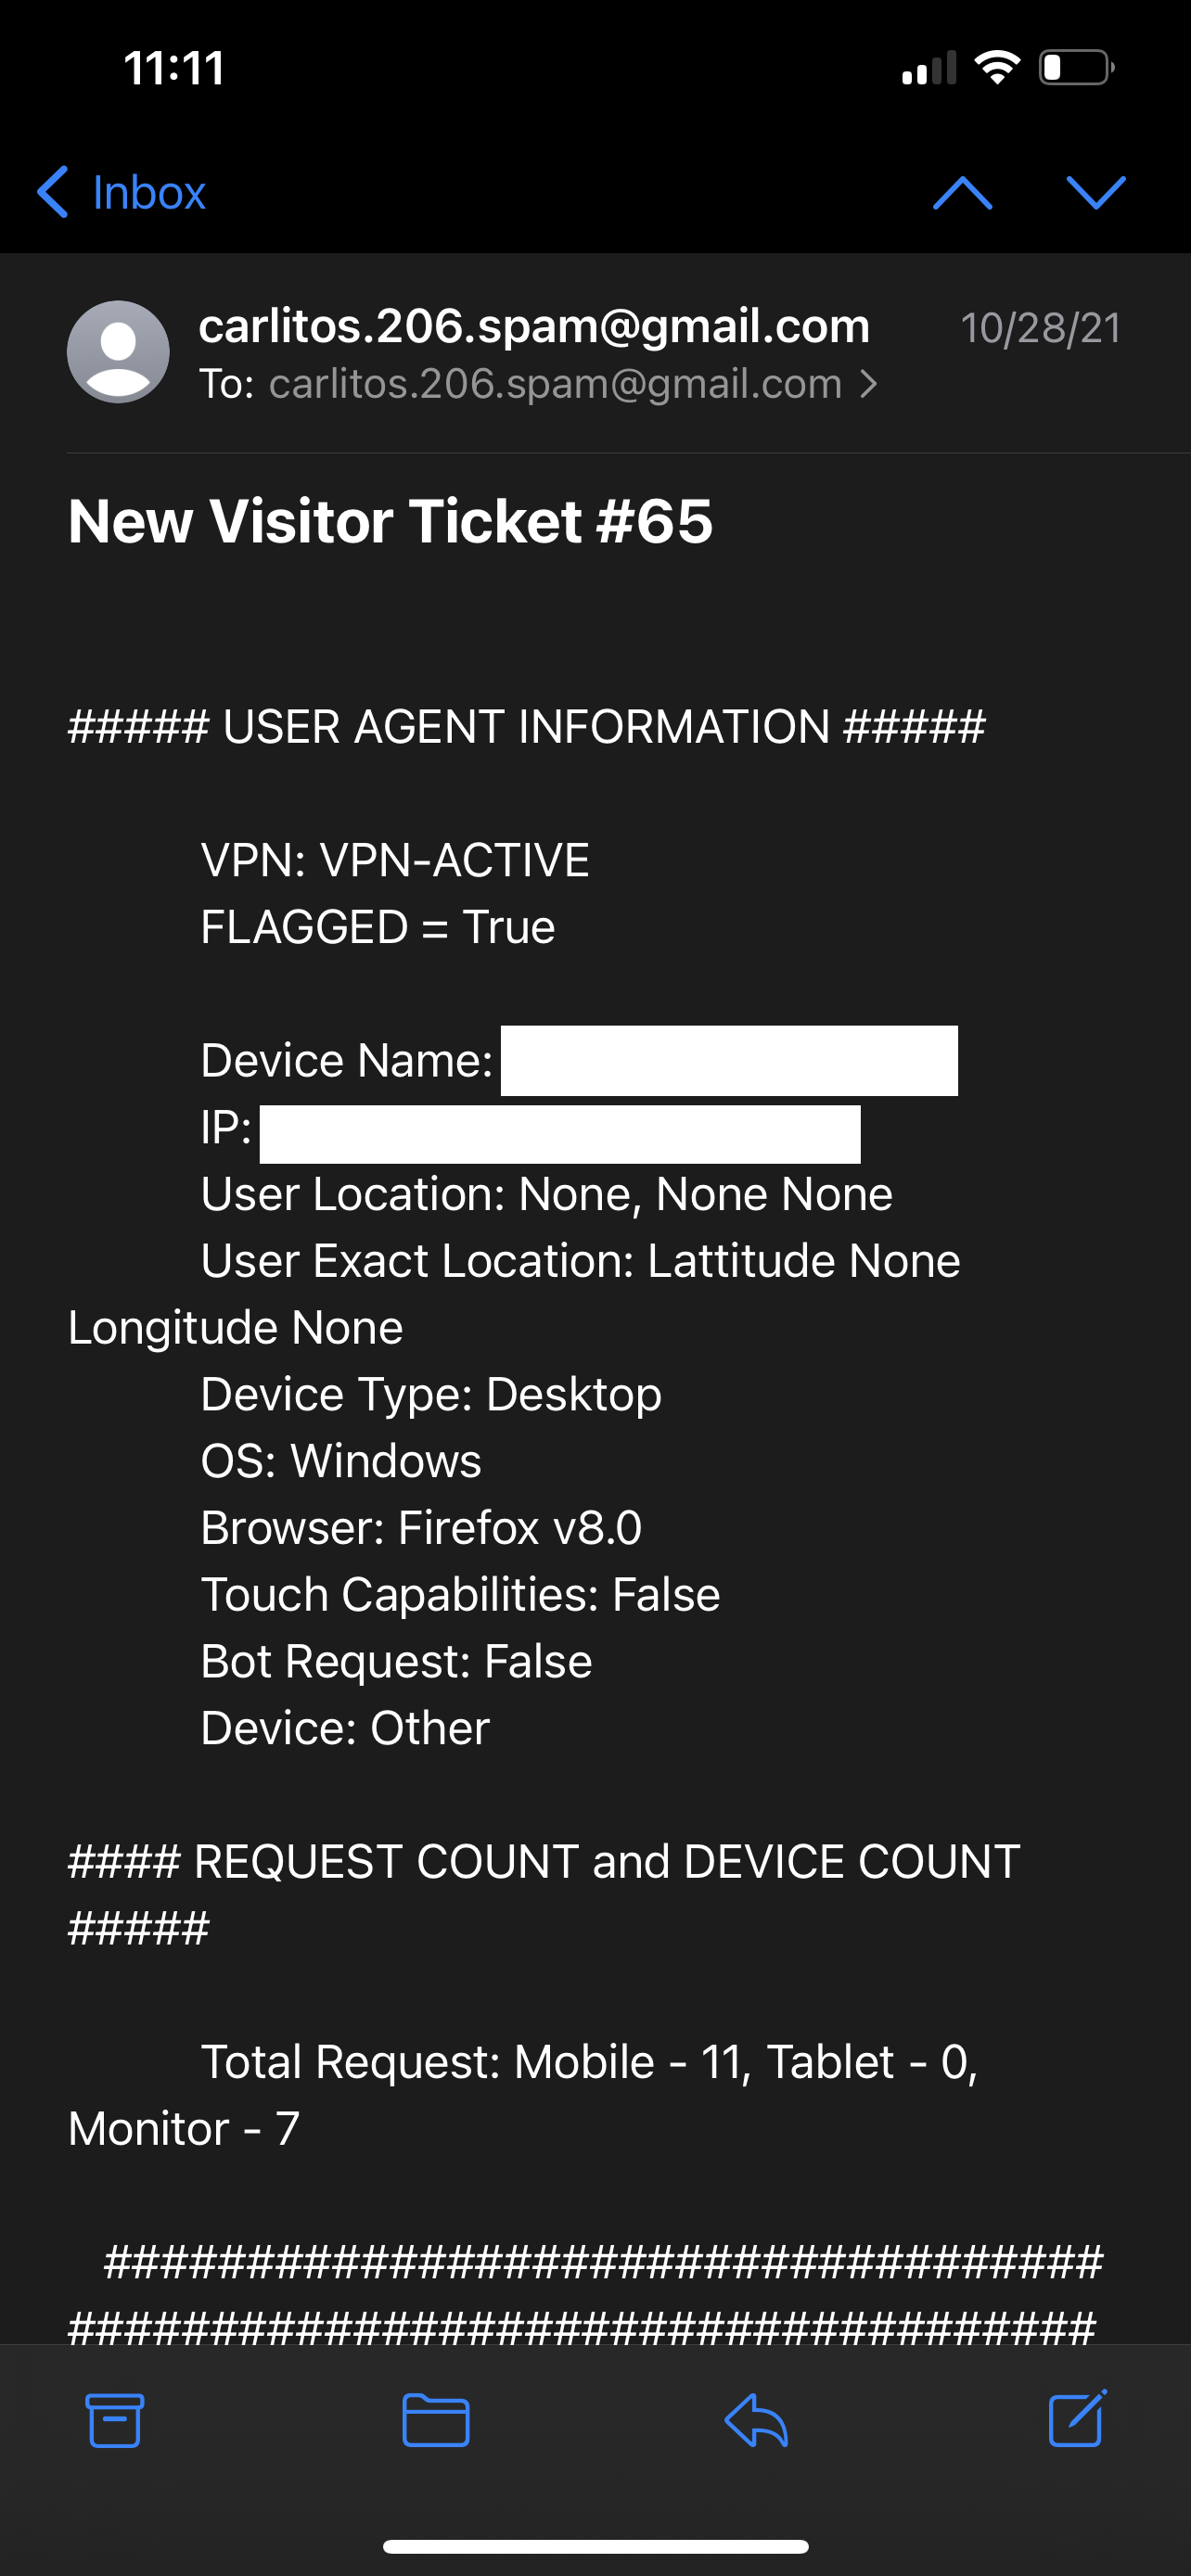 11:11
Inbox
carlitos.206.spam@gmail.com 10/28/21
To: carlitos.206.spam@gmail.com
New Visitor Ticket #65
##### USER AGENT INFORMATION #####
VPN: VPN-ACTIVE
FLAGGED = True
Device Name:
IP:
User Location: None, None None
User Exact Location: Lattitude None
Longitude None
Device Type: Desktop
OS: Windows
Browser: Firefox v8.0
Touch Capabilities: False
Bot Request: False
Device: Other
#### REQUEST COUNT and DEVICE COUNT
#####
Total Request: Mobile - 11, Tablet - 0,
Monitor - 7
###################################
####################################